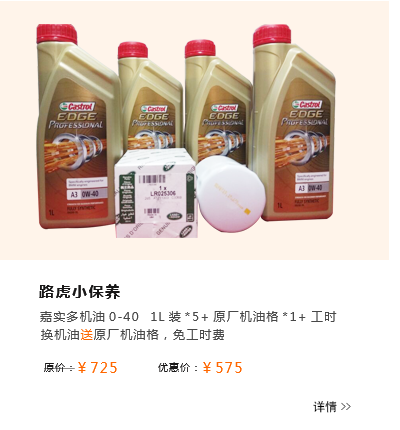 Castrol
EDGE
PROFESSIONAL
A3 0W-40
1L
Castrol
EDGE
PROFESSIONAL
Castrol
EDGE
PROFESSIONAL
Castrol
EDGE
PROFESSIONAL
A3 0W-40
1L
1 x
LR025306
路虎小保养
嘉实多机油0-40 1L装*5+原厂机油格*1+工时
换机油送原厂机油格，免工时费
原价：￥725 优惠价：￥575
详情 >>